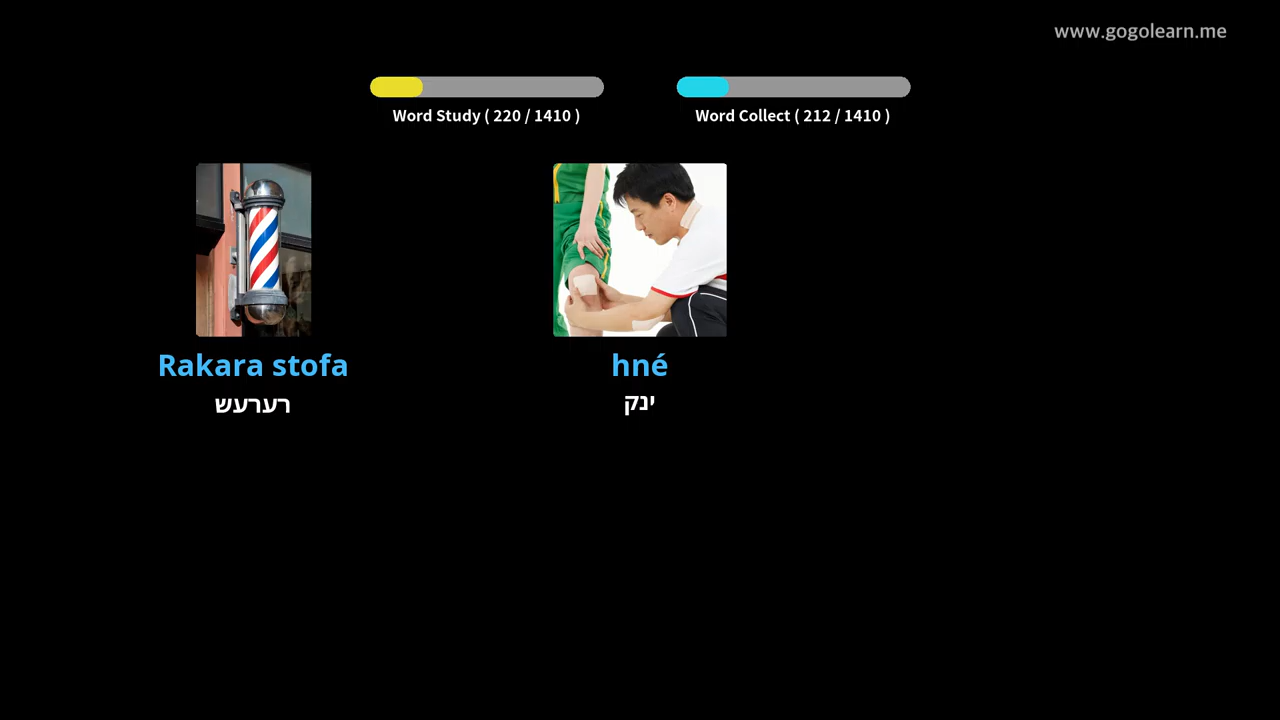 www.gogolearn.me
Word Study ( 220 / 1410 )
Word Collect ( 212 / 1410 )
Rakara stofa
רערעש
hné
ינק